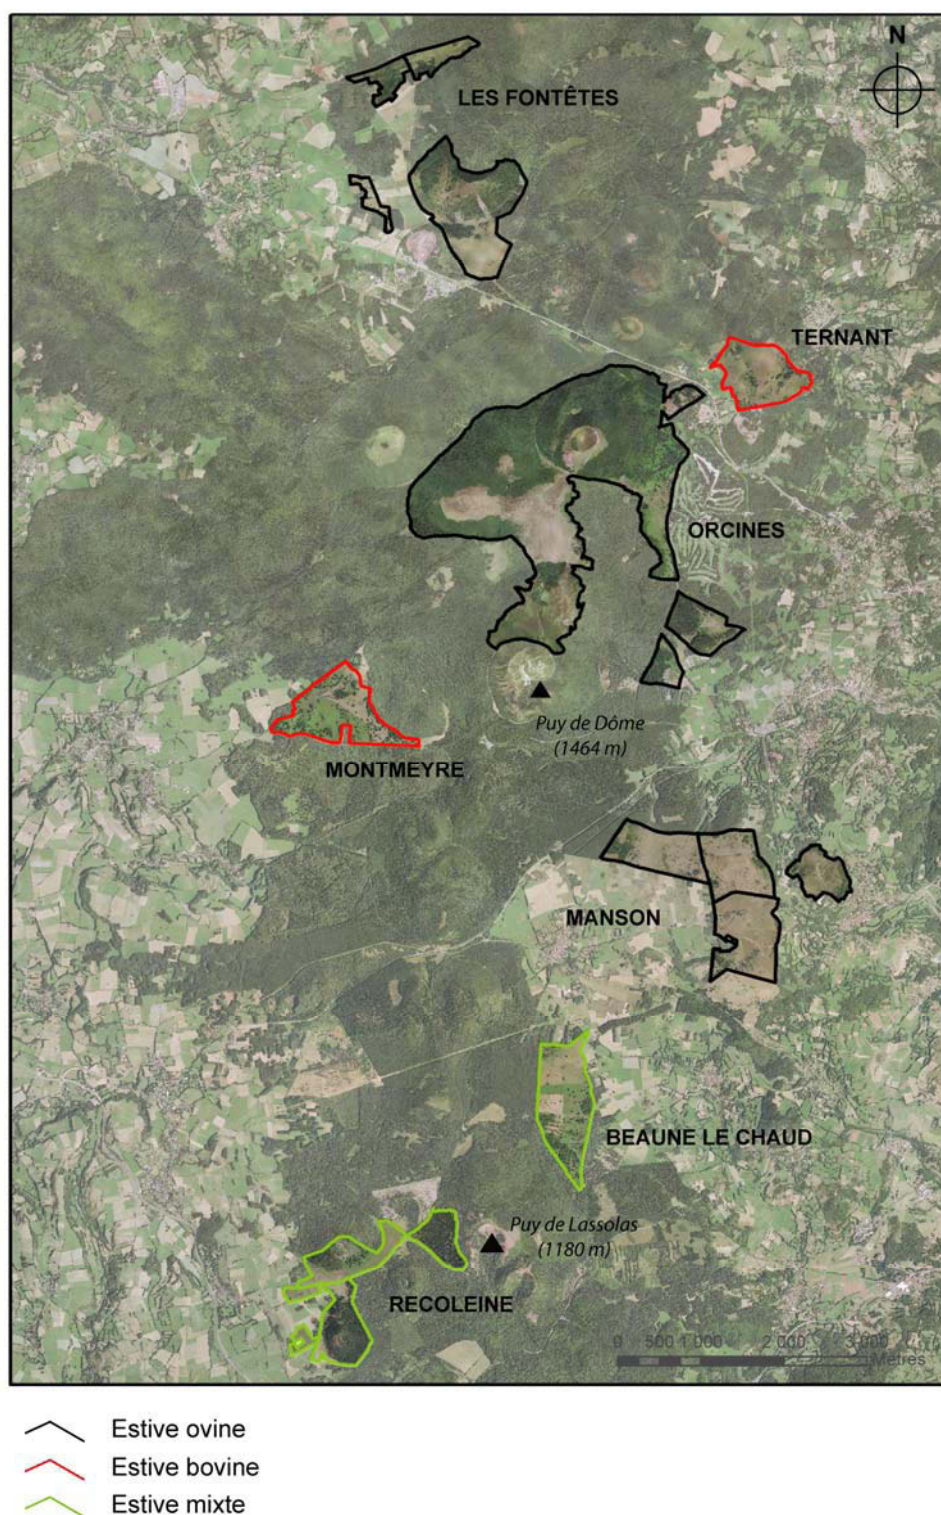 N
LES FONTÊTES
TERNANT
ORCINES
Puy de Dôme
(1464 m)
MONTMEYRE
MANSON
BEAUNE LE CHAUD
Puy de Lassolas
(1180 m)
RECOLEINE
0 500 1 000 2 000 3 000
Mètres
Estive ovine
Estive bovine
Estive mixte